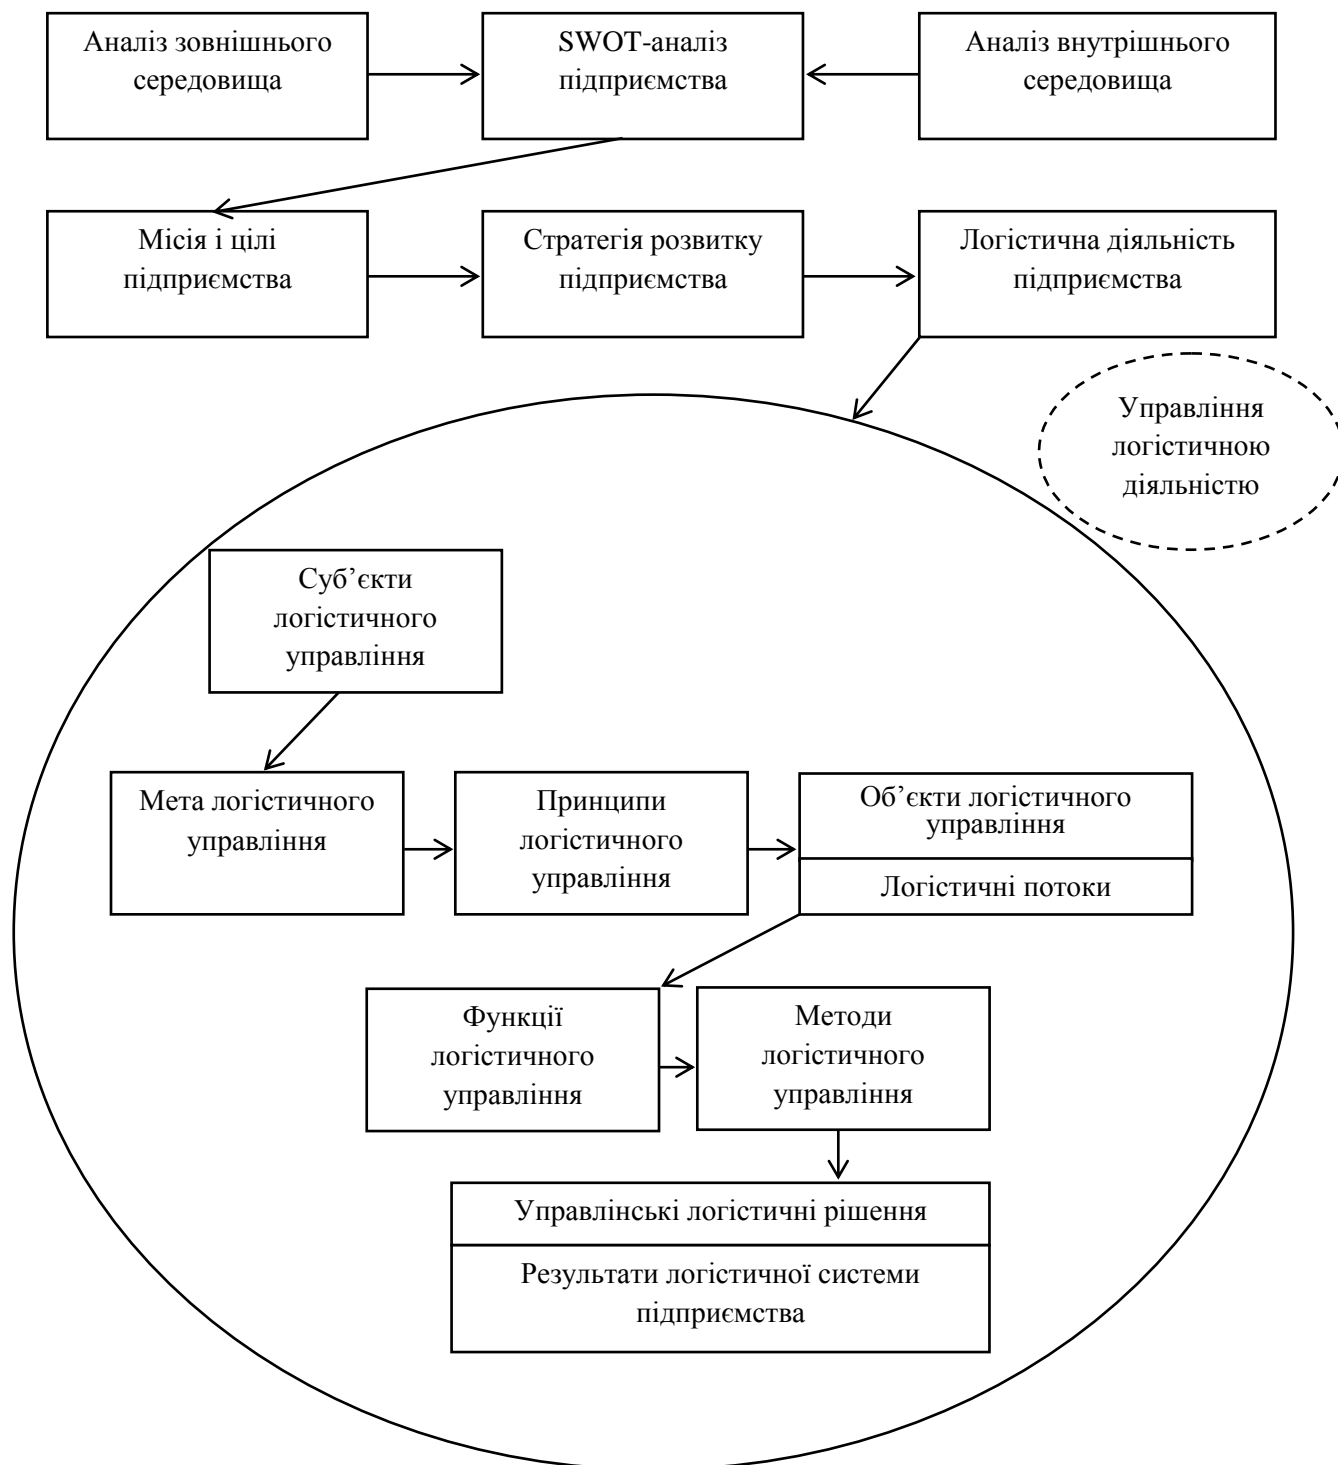 Аналіз зовнішнього
середовища
SWOT-аналіз
підприємства
Аналіз внутрішнього
середовища
Місія і цілі
підприємства
Стратегія розвитку
підприємства
Логістична діяльність
підприємства
Управління
логістичною
діяльністю
Суб’єкти
логістичного
управління
Мета логістичного
управління
Принципи
логістичного
управління
Об’єкти логістичного
управління
Логістичні потоки
Функції
логістичного
управління
Методи
логістичного
управління
Управлінські логістичні рішення
Результати логістичної системи
підприємства